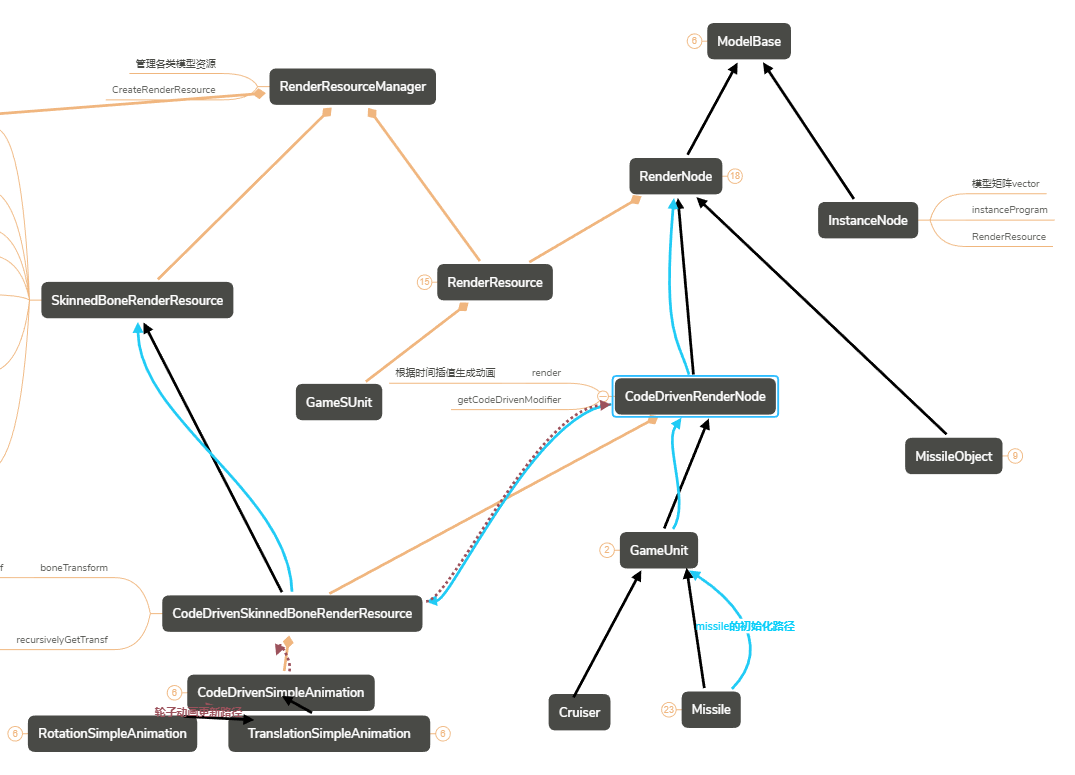 ModelBase
6
管理各类模型资源
CreateRenderResource
RenderResourceManager
RenderNode
18
InstanceNode
模型矩阵vector
instanceProgram
RenderResource
15
RenderResource
SkinnedBoneRenderResource
根据时间插值生成动画 render
getCodeDrivenModifier
CodeDrivenRenderNode
GameSUnit
MissileObject
9
2
GameUnit
f
boneTransform
recursivelyGetTransf
CodeDrivenSkinnedBoneRenderResource
missile的初始化路径
6
CodeDrivenSimpleAnimation
轮子动画更新路径
6
RotationSimpleAnimation
TranslationSimpleAnimation
6
Cruiser
23
Missile